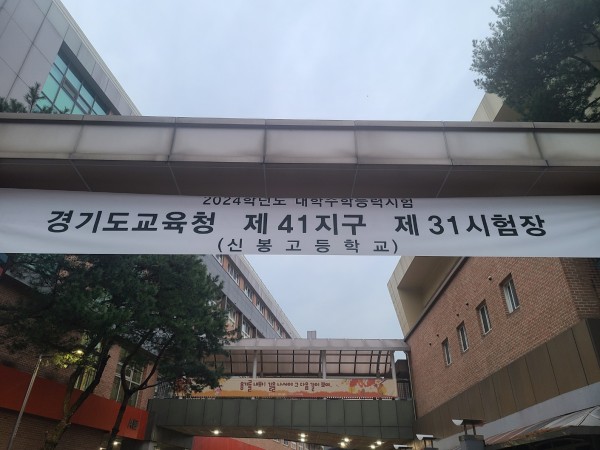 2024학년도 대학수학능력시험
경기도교육청 제 41지구 제 31시험장
(신봉고등학교)